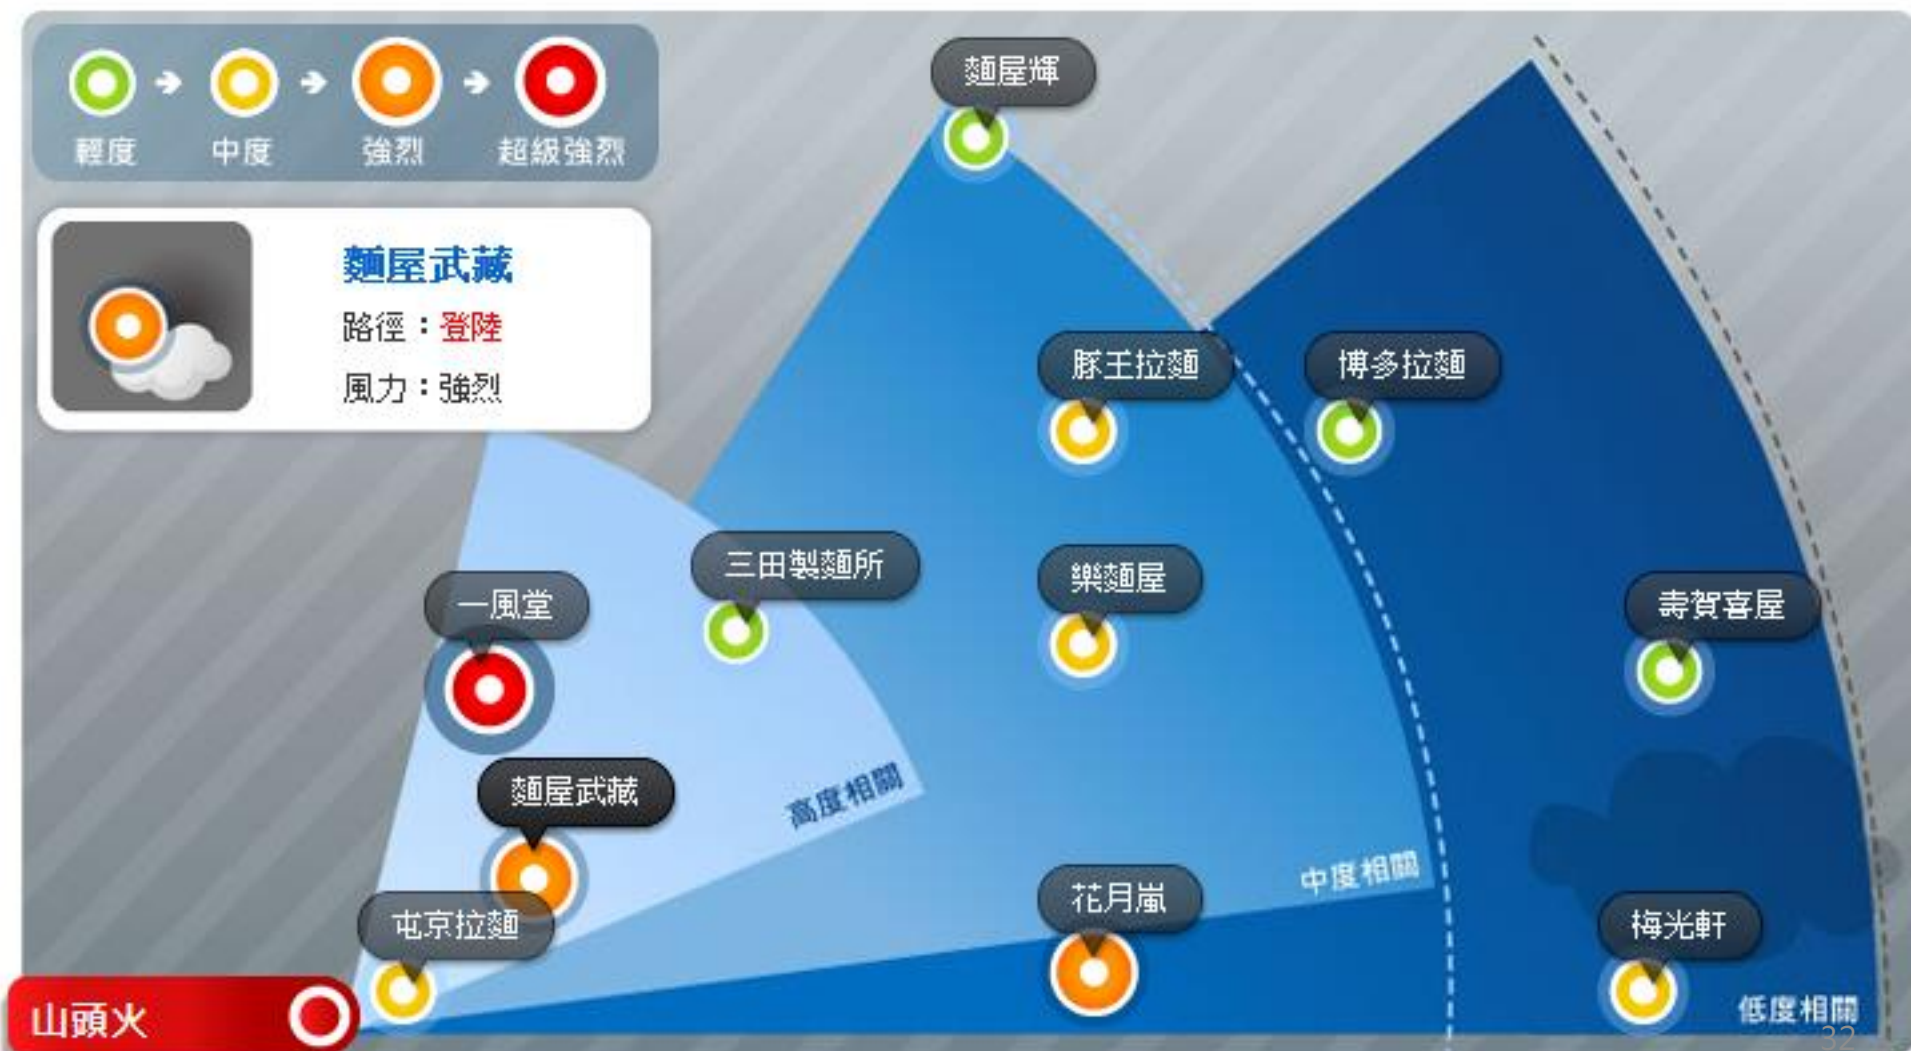 輕度
中度
強烈
超級強烈
麵屋武藏
路徑：登陸
風力：強烈
麵屋輝
豚王拉麵
博多拉麵
三田製麵所
樂麵屋
一風堂
壽賀喜屋
麵屋武藏
高度相關
中度相關
花月嵐
屯京拉麵
梅光軒
低度相關
山頭火
32